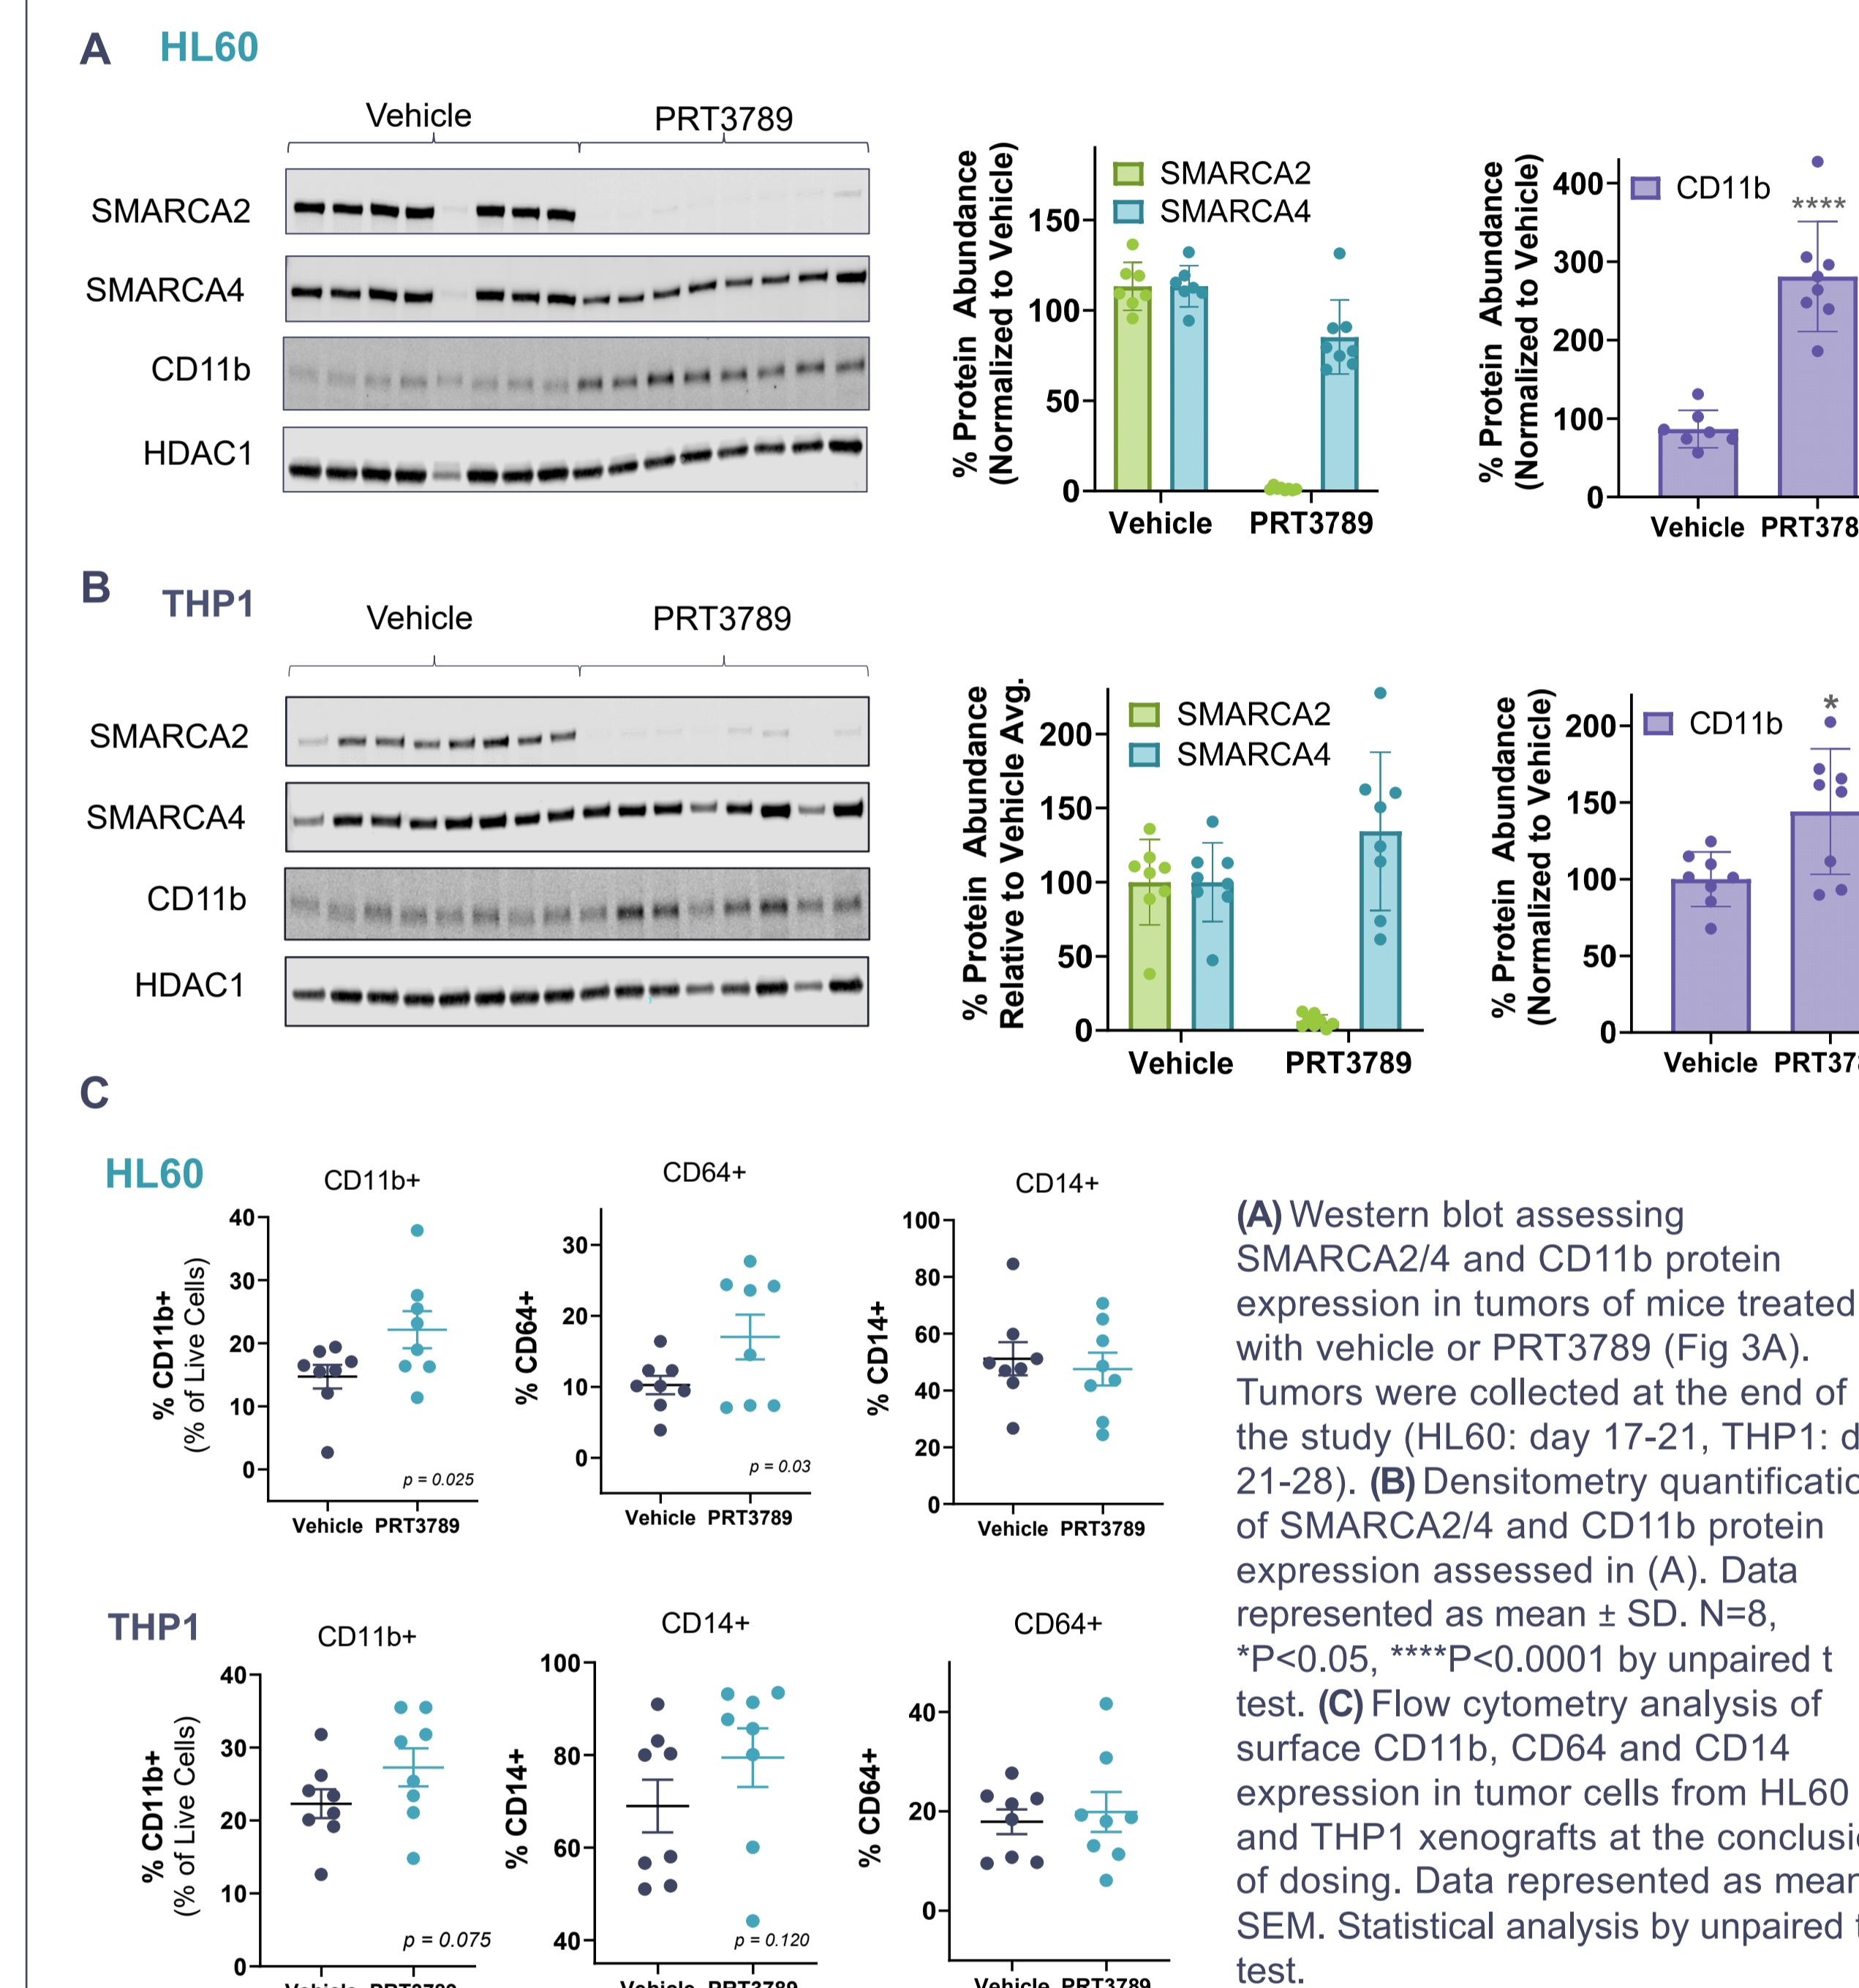 A HL60
Vehicle PRT3789
SMARCA2
SMARCA4
CD11b
HDAC1
% Protein Abundance
(Normalized to Vehicle)
SMARCA2
SMARCA4
150
100
50
0
Vehicle PRT3789
% Protein Abundance
(Normalized to Vehicle)
CD11b
****
400
300
200
100
0
Vehicle PRT378
B THP1
Vehicle PRT3789
SMARCA2
SMARCA4
CD11b
HDAC1
% Protein Abundance
Relative to Vehicle Avg.
SMARCA2
SMARCA4
200
150
100
50
0
Vehicle PRT3789
% Protein Abundance
(Normalized to Vehicle)
CD11b
*
200
150
100
50
0
Vehicle PRT37
C
HL60
CD11b+
% CD11b+
(% of Live Cells)
40
30
20
10
0
p = 0.025
Vehicle PRT3789
CD64+
% CD64+
30
20
10
0
p = 0.03
Vehicle PRT3789
CD14+
% CD14+
100
80
60
40
20
0
Vehicle PRT3789
THP1
CD11b+
% CD11b+
(% of Live Cells)
40
30
20
10
0
p = 0.075
Vehicle PRT3789
CD14+
% CD14+
100
80
60
40
p = 0.120
Vehicle PRT3789
CD64+
% CD64+
40
20
0
Vehicle PRT3789
(A) Western blot assessing
SMARCA2/4 and CD11b protein
expression in tumors of mice treated
with vehicle or PRT3789 (Fig 3A).
Tumors were collected at the end of
the study (HL60: day 17-21, THP1: d
21-28). (B) Densitometry quantificatio
of SMARCA2/4 and CD11b protein
expression assessed in (A). Data
represented as mean ± SD. N=8,
*P<0.05, ****P<0.0001 by unpaired t
test. (C) Flow cytometry analysis of
surface CD11b, CD64 and CD14
expression in tumor cells from HL60
and THP1 xenografts at the conclusi
of dosing. Data represented as mean
SEM. Statistical analysis by unpaired t
test.